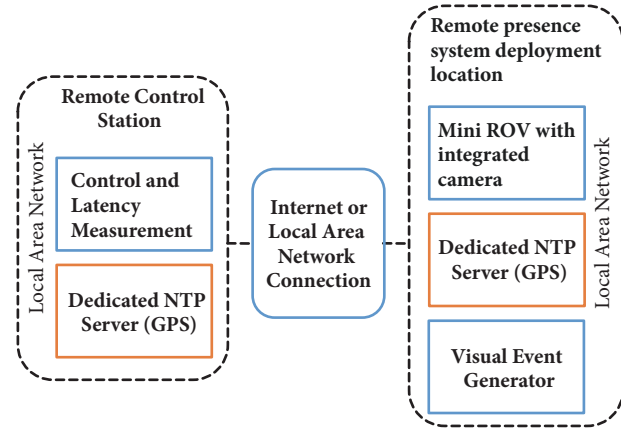 Remote Control
Station
Local Area Network
Control and
Latency
Measurement
Dedicated NTP
Server (GPS)
Internet or
Local Area
Network
Connection
Remote presence
system deployment
location
Mini ROV with
integrated
camera
Dedicated NTP
Server (GPS)
Visual Event
Generator
Local Area Network